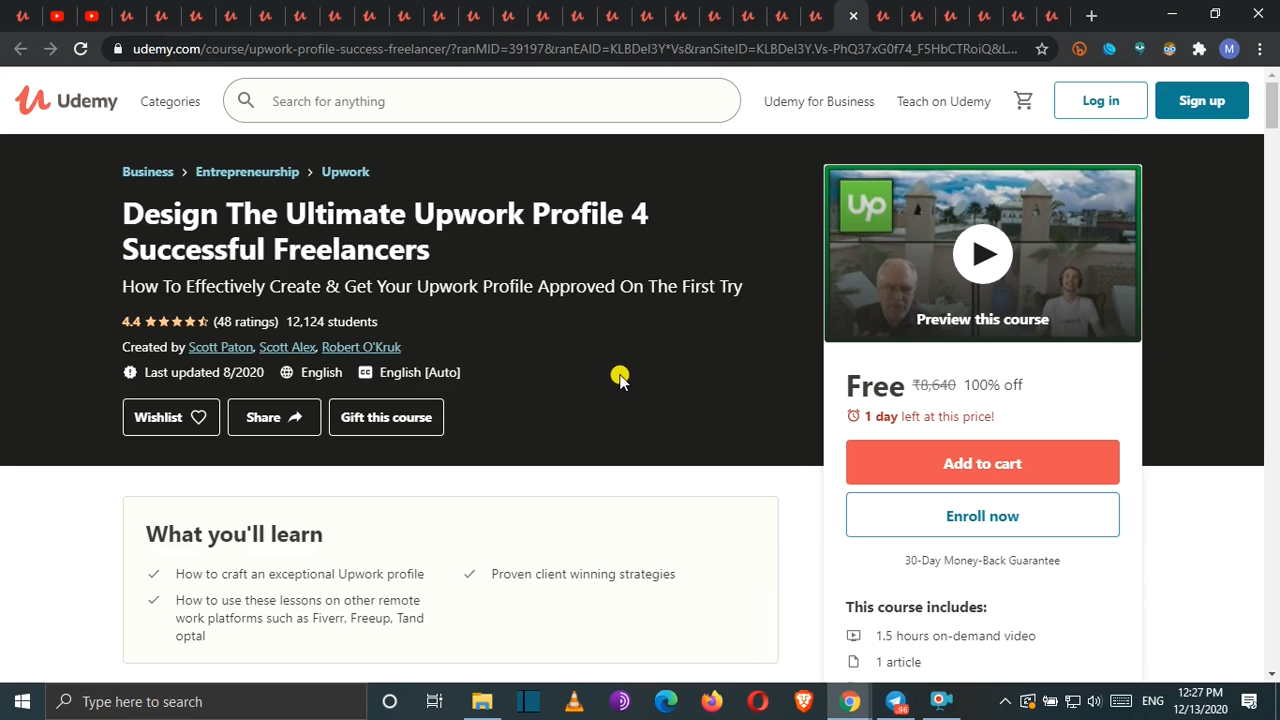 udemy.com/course/upwork-profile-success-freelancer/?ranMID=39197&ranEAID=KLBDeI3Y*Vs&ranSiteID=KLBDeI3Y.Vs-PhQ37xG0f74_F5HbCTRoiQ&L...
M
Udemy
Categories
Search for anything
Udemy for Business
Teach on Udemy
Log in
Sign up
Business > Entrepreneurship > Upwork
Design The Ultimate Upwork Profile 4
Successful Freelancers
How To Effectively Create & Get Your Upwork Profile Approved On The First Try
4.4 (48 ratings) 12,124 students
Created by Scott Paton, Scott Alex, Robert O'Kruk
Last updated 8/2020 English English [Auto]
Wishlist
Share
Gift this course
Up
Preview this course
Free ₹8,640 100% off
1 day left at this price!
Add to cart
Enroll now
30-Day Money-Back Guarantee
This course includes:
1.5 hours on-demand video
1 article
What you'll learn
How to craft an exceptional Upwork profile
How to use these lessons on other remote
work platforms such as Fiverr, Freeup, Tand
optal
Proven client winning strategies
Type here to search
96
ENG
12:27 PM
12/13/2020